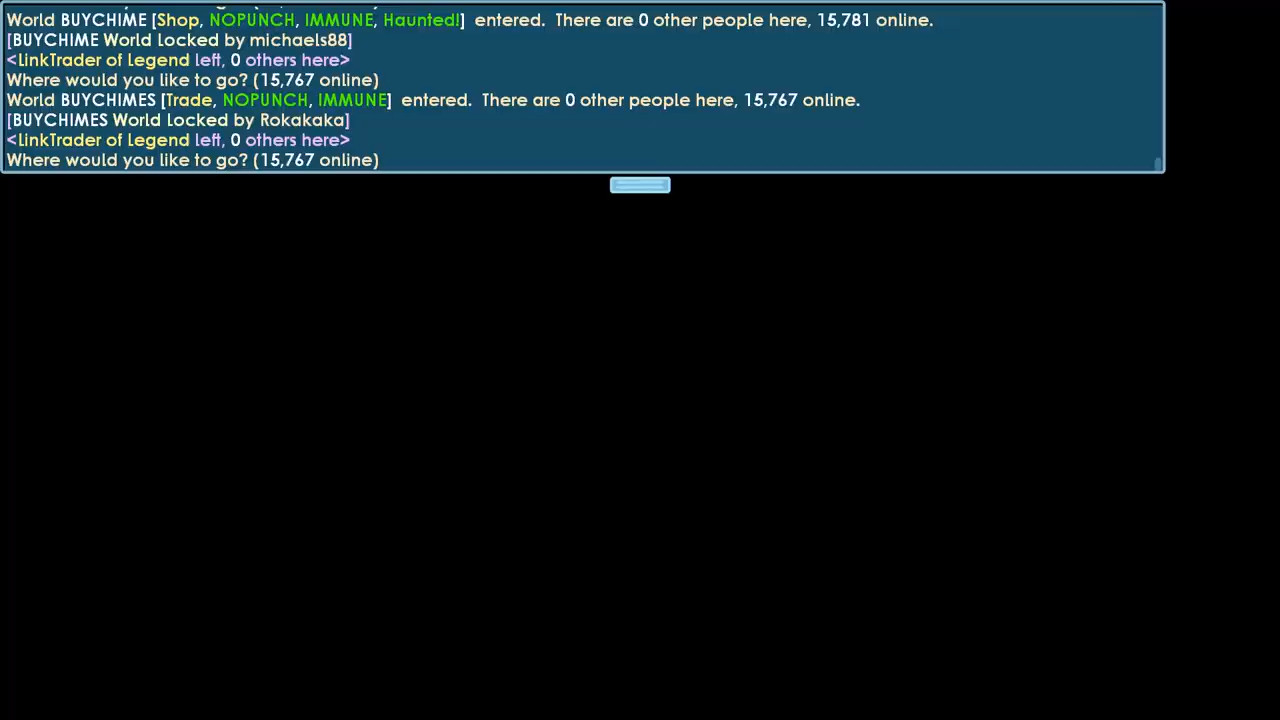 World BUYCHIME [Shop, NOPUNCH, IMMUNE, Haunted!] entered. There are 0 other people here, 15,781 online.
[BUYCHIME World Locked by michaels88]
<LinkTrader of Legend left, 0 others here>
Where would you like to go? (15,767 online)
World BUYCHIMES [Trade, NOPUNCH, IMMUNE] entered. There are 0 other people here, 15,767 online.
[BUYCHIMES World Locked by Rokakaka]
<LinkTrader of Legend left, 0 others here>
Where would you like to go? (15,767 online)